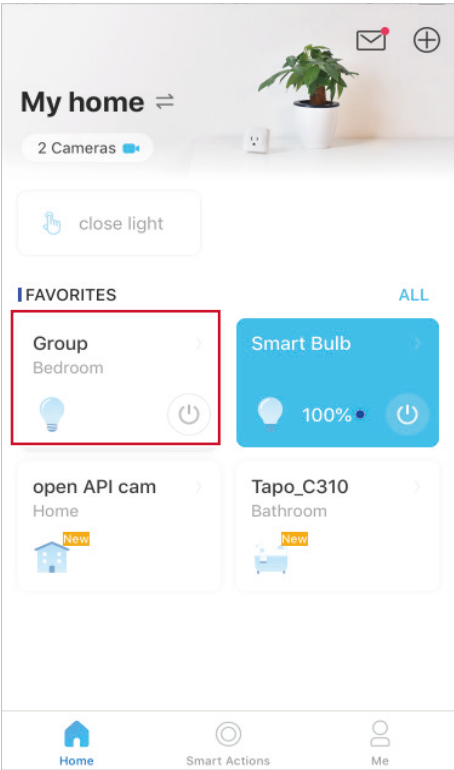 My home
2 Cameras
close light
FAVORITES
ALL
Group
Bedroom
Smart Bulb
100%
open API cam
Home
New
Tapo_C310
Bathroom
New
Home
Smart Actions
Me